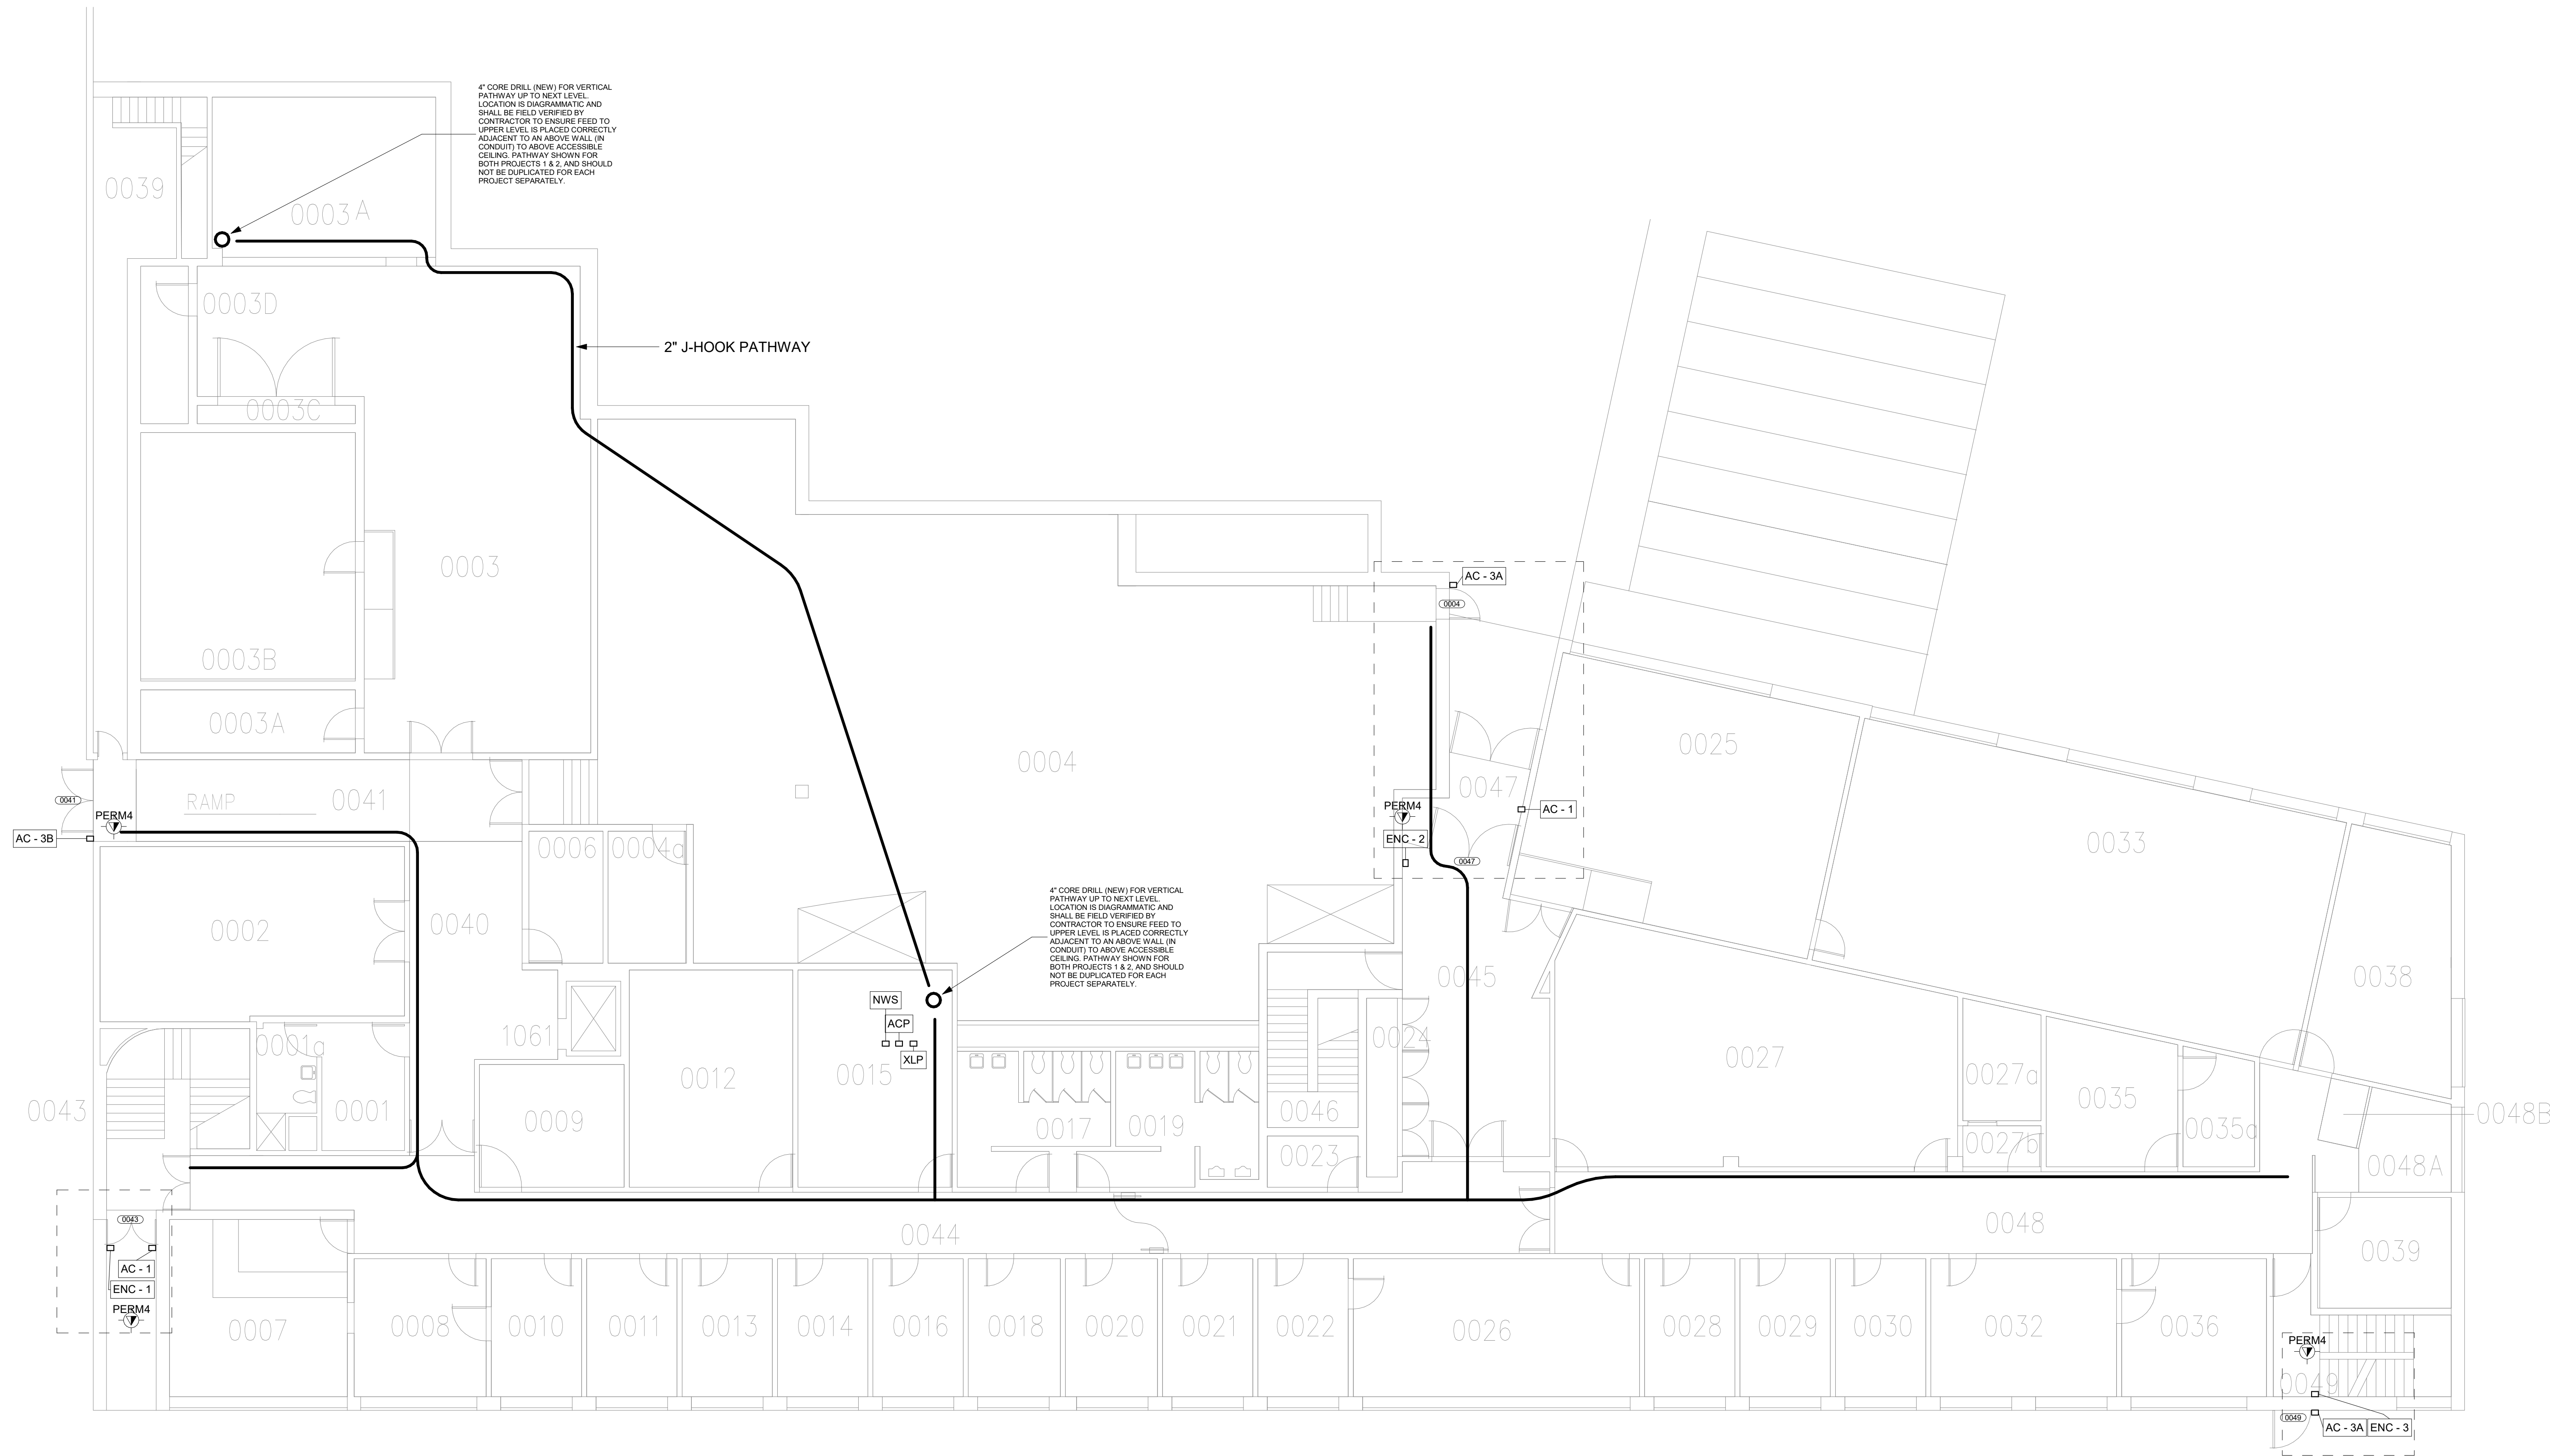 4" CORE DRILL (NEW) FOR VERTICAL
PATHWAY UP TO NEXT LEVEL.
LOCATION IS DIAGRAMMATIC AND
SHALL BE FIELD VERIFIED BY
CONTRACTOR TO ENSURE FEED TO
UPPER LEVEL IS PLACED CORRECTLY
ADJACENT TO AN ABOVE WALL (IN
CONDUIT) TO ABOVE ACCESSIBLE
CEILING. PATHWAY SHOWN FOR
BOTH PROJECTS 1 & 2, AND SHOULD
NOT BE DUPLICATED FOR EACH
PROJECT SEPARATELY.
0039
0003A
0003D
2" J-HOOK PATHWAY
0003C
0003
AC - 3A
0004
0003B
0003A
0025
0004
0047
0041
RAMP
0041
PERM4
AC - 3B
PERM4
ENC - 2
AC - 1
0047
0006
0004a
0033
4" CORE DRILL (NEW) FOR VERTICAL
PATHWAY UP TO NEXT LEVEL.
LOCATION IS DIAGRAMMATIC AND
SHALL BE FIELD VERIFIED BY
CONTRACTOR TO ENSURE FEED TO
UPPER LEVEL IS PLACED CORRECTLY
ADJACENT TO AN ABOVE WALL (IN
CONDUIT) TO ABOVE ACCESSIBLE
CEILING. PATHWAY SHOWN FOR
BOTH PROJECTS 1 & 2, AND SHOULD
NOT BE DUPLICATED FOR EACH
PROJECT SEPARATELY.
0002
0040
0045
0038
NWS
ACP
XLP
0001a
1061
0024
0012
0015
0027
0027a
0043
0001
0009
0017
0019
0046
0035
0035a
0048B
0023
0027b
0048A
0043
0044
0048
0039
AC - 1
ENC - 1
PERM4
0007
0008
0010
0011
0013
0014
0016
0018
0020
0021
0022
0026
0028
0029
0030
0032
0036
PERM4
0049
0049
AC - 3A
ENC - 3